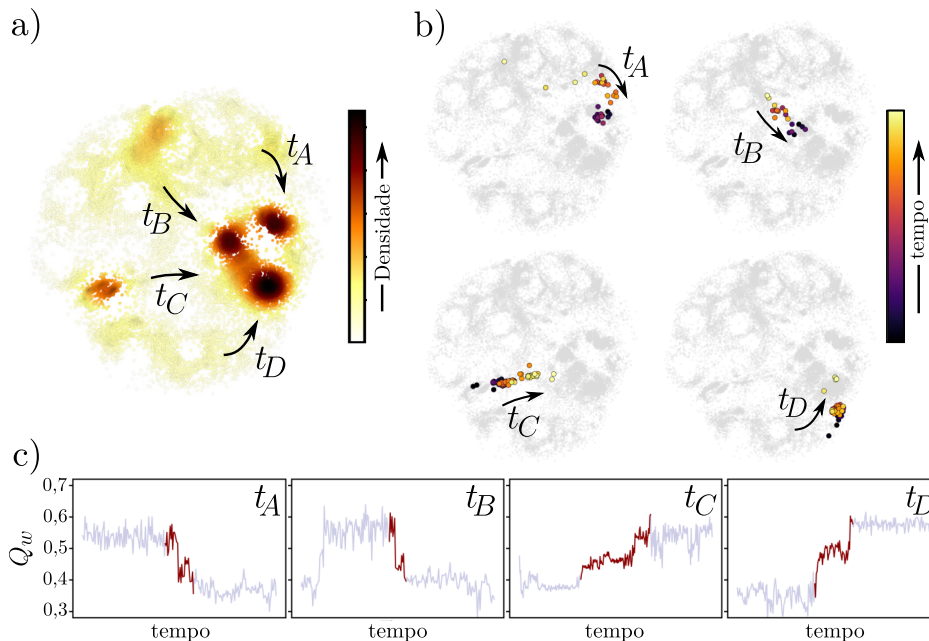 a)
t_A
t_B
t_C
t_D
Densidade
b)
t_A
t_B
t_C
t_D
tempo
c)
Q_w
0,7
0,6
0,5
0,4
0,3
t_A
t_B
t_C
t_D
tempo
tempo
tempo
tempo